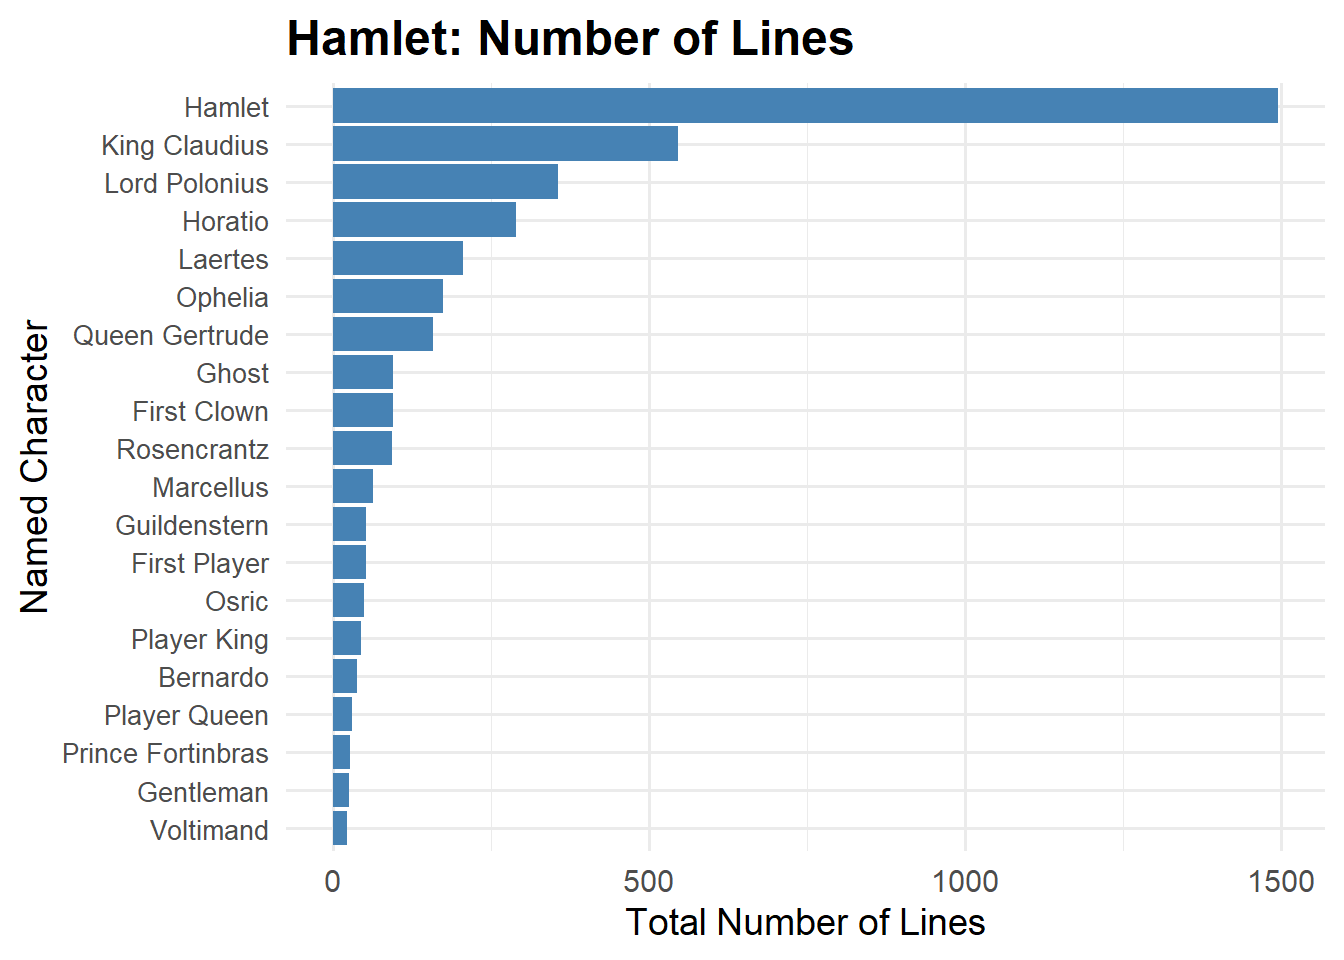 Hamlet: Number of Lines
Named Character
Hamlet
King Claudius
Lord Polonius
Horatio
Laertes
Ophelia
Queen Gertrude
Ghost
First Clown
Rosencrantz
Marcellus
Guildenstern
First Player
Osric
Player King
Bernardo
Player Queen
Prince Fortinbras
Gentleman
Voltimand
0 500 1000 1500
Total Number of Lines